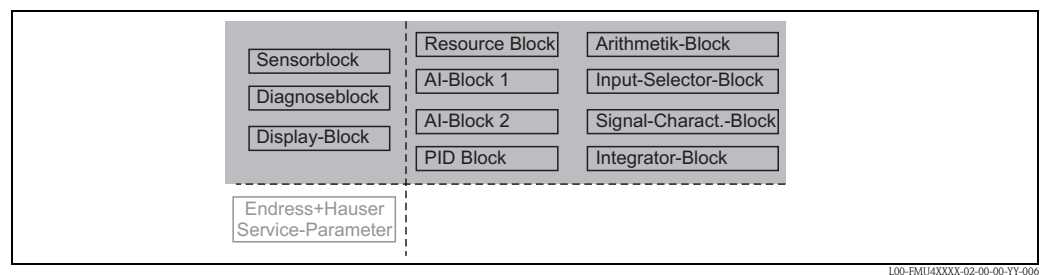 Sensorblock
Diagnoseblock
Display-Block
Resource Block
AI-Block 1
AI-Block 2
PID Block
Arithmetik-Block
Input-Selector-Block
Signal-Charact.-Block
Integrator-Block
Endress+Hauser
Service-Parameter
L00-FMU4XXXX-02-00-00-YY-006